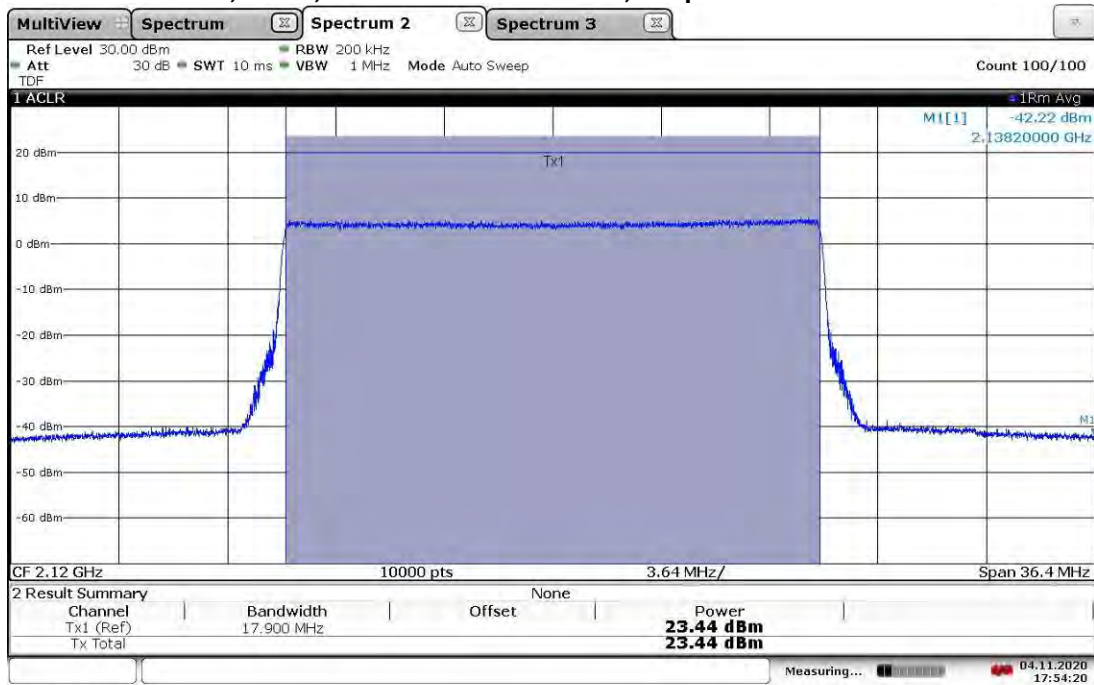 MultiView Spectrum Spectrum 2 Spectrum 3
Ref Level 30.00 dBm RBW 200 kHz
Att 30 dB SWT 10 ms VBW 1 MHz Mode Auto Sweep Count 100/100
TDF
1 ACLR 1Rm Avg
M1[1] -42.22 dBm
2.13820000 GHz
20 dBm
Tx1
10 dBm
0 dBm
-10 dBm
-20 dBm
-30 dBm
-40 dBm
M1
-50 dBm
-60 dBm
CF 2.12 GHz 10000 pts 3.64 MHz/ Span 36.4 MHz
2 Result Summary None
Channel Bandwidth Offset Power
Tx1 (Ref) 17.900 MHz 23.44 dBm
Tx Total 23.44 dBm
Measuring... 04.11.2020
17:54:20